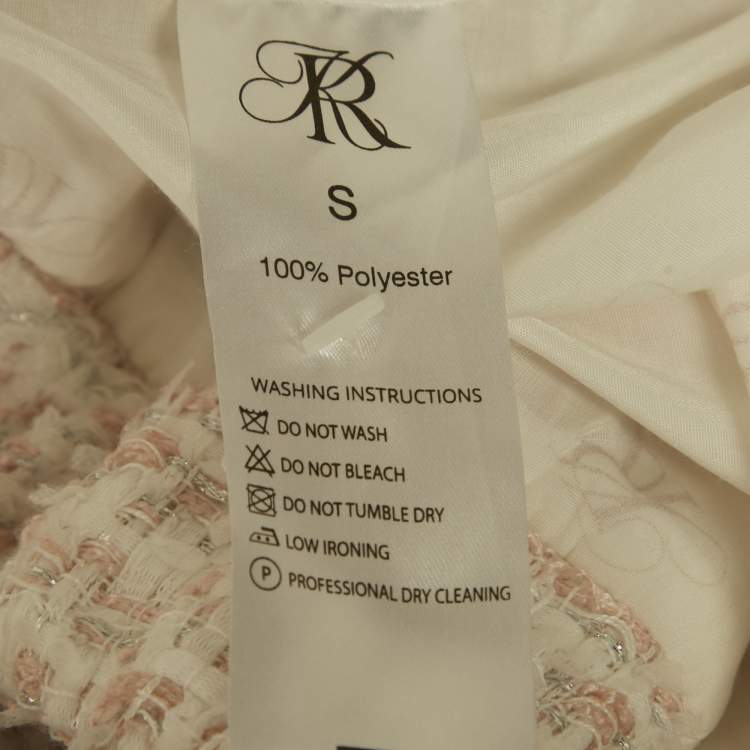 KR
S
100% Polyester
WASHING INSTRUCTIONS
DO NOT WASH
DO NOT BLEACH
DO NOT TUMBLE DRY
LOW IRONING
P PROFESSIONAL DRY CLEANING